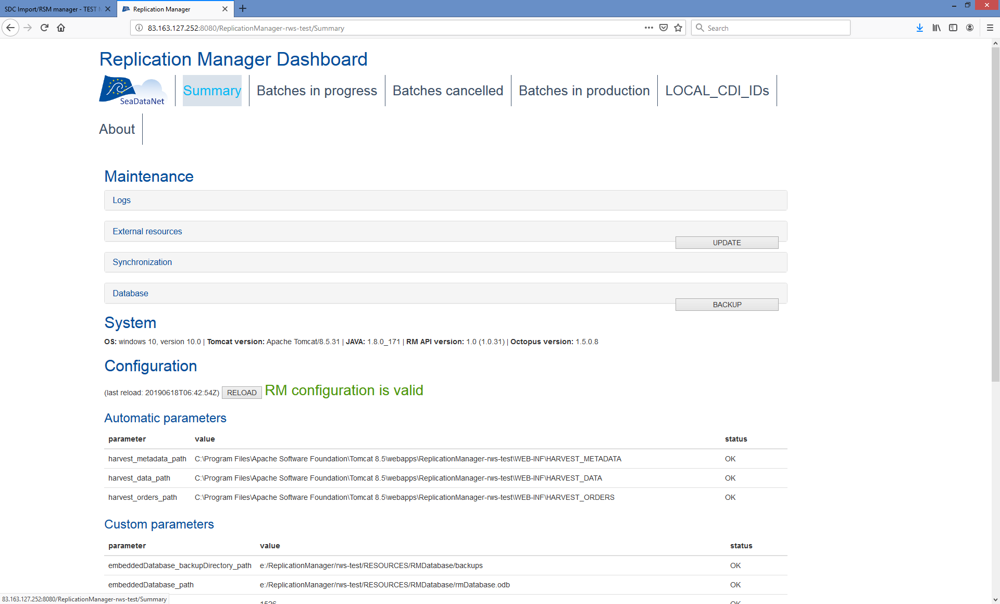 SDC Import/RSM manager - TEST
Replication Manager
83.163.127.252:8080/ReplicationManager-rws-test/Summary
Search
Replication Manager Dashboard
SeaDataNet
Summary
Batches in progress
Batches cancelled
Batches in production
LOCAL_CDI_IDs
About
Maintenance
Logs
External resources
UPDATE
Synchronization
Database
BACKUP
System
OS: windows 10, version 10.0 | Tomcat version: Apache Tomcat/8.5.31 | JAVA: 1.8.0_171 | RM API version: 1.0 (1.0.31) | Octopus version: 1.5.0.8
Configuration
(last reload: 20190618T06:42:54Z) RELOAD RM configuration is valid
Automatic parameters
parameter value status
harvest_metadata_path C:\Program Files\Apache Software Foundation\Tomcat 8.5\webapps\ReplicationManager-rws-test\WEB-INF\HARVEST_METADATA OK
harvest_data_path C:\Program Files\Apache Software Foundation\Tomcat 8.5\webapps\ReplicationManager-rws-test\WEB-INF\HARVEST_DATA OK
harvest_orders_path C:\Program Files\Apache Software Foundation\Tomcat 8.5\webapps\ReplicationManager-rws-test\WEB-INF\HARVEST_ORDERS OK
Custom parameters
parameter value status
embeddedDatabase_backupDirectory_path e:/ReplicationManager/rws-test/RESOURCES/RMDatabase/backups OK
embeddedDatabase_path e:/ReplicationManager/rws-test/RESOURCES/RMDatabase/rmDatabase.odb OK
1526 OK
83.163.127.252:8080/ReplicationManager-rws-test/Summary